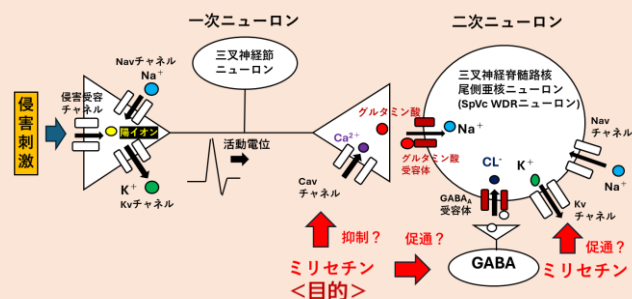 一次ニューロン
二次ニューロン
侵害刺激
侵害受容
チャネル
Navチャネル
Na⁺
陽イオン
K⁺
Kvチャネル
三叉神経節
ニューロン
活動電位
Ca²⁺
Cav
チャネル
グルタミン酸
グルタミン酸
受容体
Na⁺
三叉神経脊髄路核
尾側亜核ニューロン
(SpVc WDRニューロン)
CL⁻
K⁺
GABAA
受容体
Nav
チャネル
Na⁺
Kv
チャネル
抑制？
促通？
促通？
ミリセチン
<目的>
GABA
ミリセチン